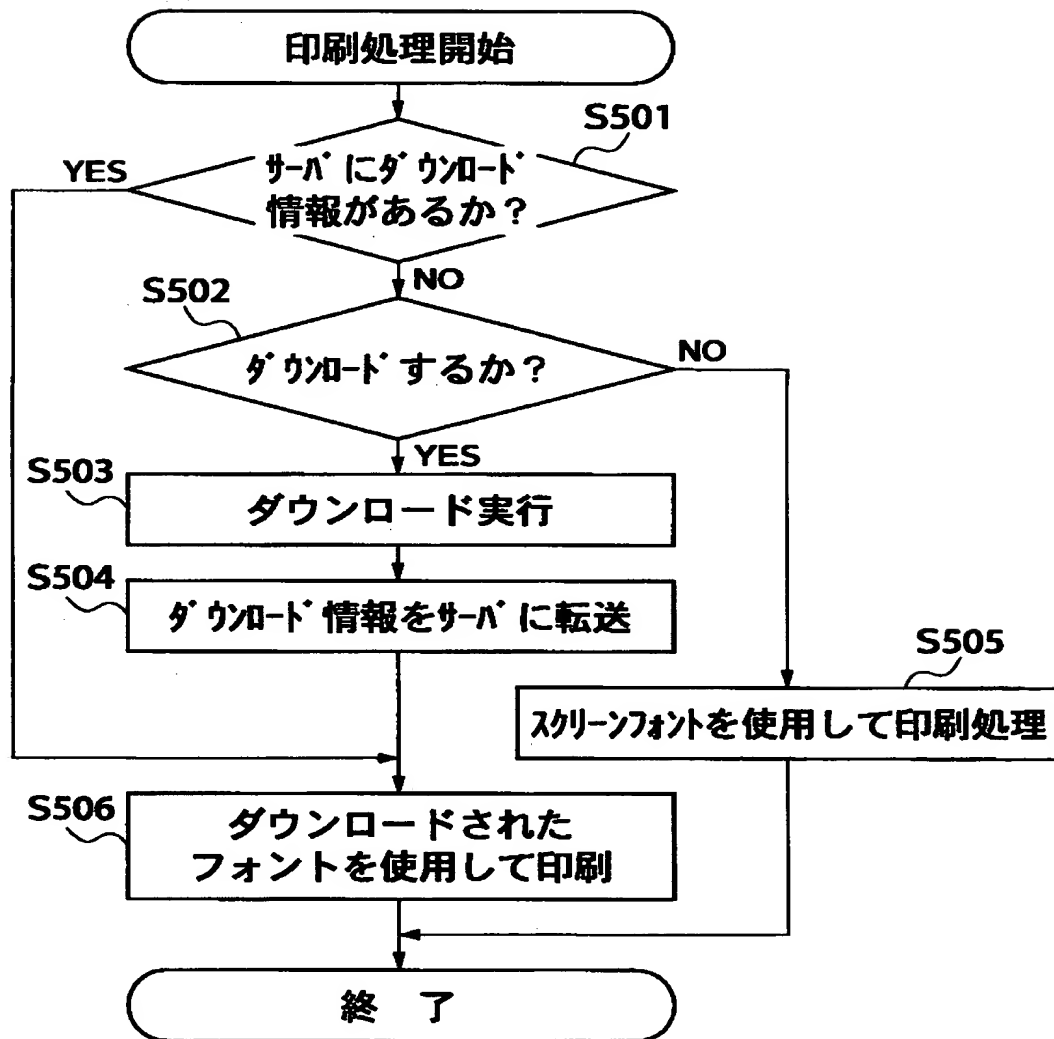 印刷処理開始
S501
YES
サーバにダウンロード
情報があるか？
NO
S502
ダウンロードするか？
NO
YES
S503
ダウンロード実行
S504
ダウンロード情報をサーバに転送
S505
スクリーンフォントを使用して印刷処理
S506
ダウンロードされた
フォントを使用して印刷
終 了